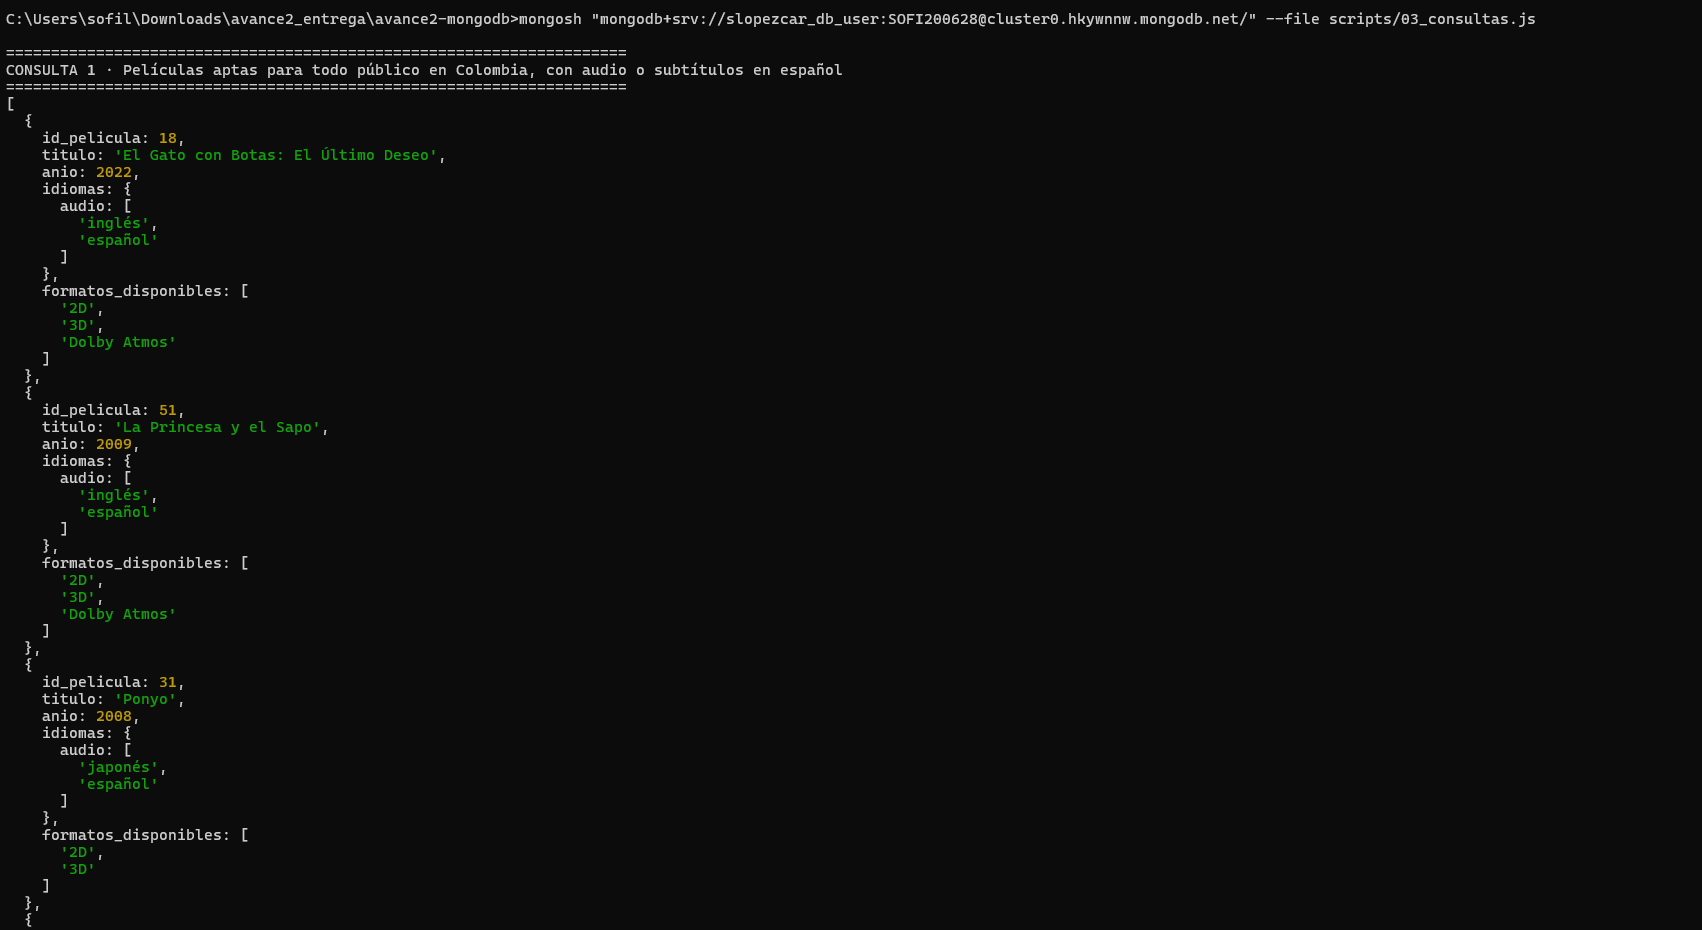 C:\Users\sofil\Downloads\avance2_entrega\avance2-mongodb>mongosh "mongodb+srv://slopezcar_db_user:SOFI200628@cluster0.hkywnnw.mongodb.net/" --file scripts/03_consultas.js
=====================================================================
CONSULTA 1 · Películas aptas para todo público en Colombia, con audio o subtítulos en español
=====================================================================
[
  {
    id_pelicula: 18,
    titulo: 'El Gato con Botas: El Último Deseo',
    anio: 2022,
    idiomas: {
      audio: [
        'inglés',
        'español'
      ]
    },
    formatos_disponibles: [
      '2D',
      '3D',
      'Dolby Atmos'
    ]
  },
  {
    id_pelicula: 51,
    titulo: 'La Princesa y el Sapo',
    anio: 2009,
    idiomas: {
      audio: [
        'inglés',
        'español'
      ]
    },
    formatos_disponibles: [
      '2D',
      '3D',
      'Dolby Atmos'
    ]
  },
  {
    id_pelicula: 31,
    titulo: 'Ponyo',
    anio: 2008,
    idiomas: {
      audio: [
        'japonés',
        'español'
      ]
    },
    formatos_disponibles: [
      '2D',
      '3D'
    ]
  },
  {